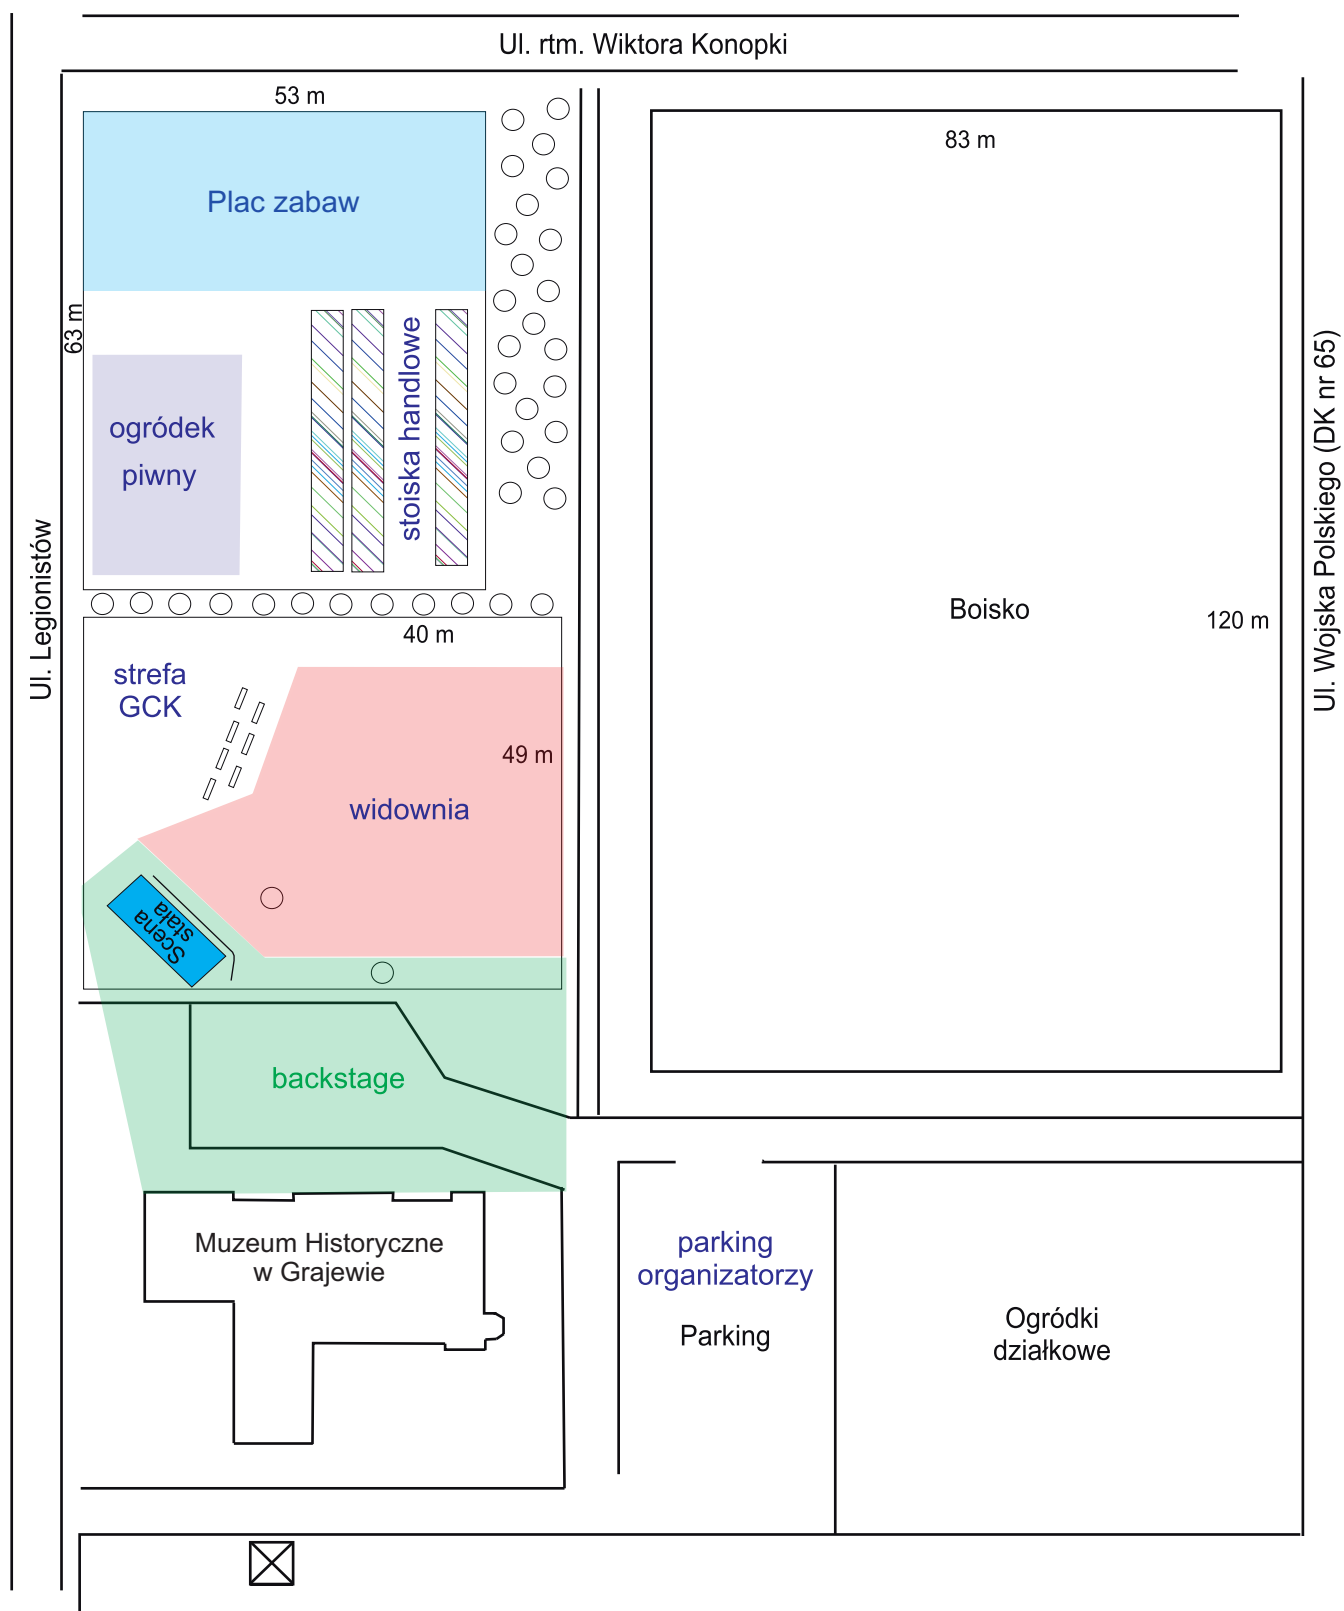 Ul. rtm. Wiktora Konopki
53 m
83 m
Plac zabaw
63 m
stoiska handlowe
ogródek
piwny
Ul. Legionistów
Boisko
120 m
Ul. Wojska Polskiego (DK nr 65)
40 m
strefa
GCK
49 m
widownia
Scena
stała
backstage
Muzeum Historyczne
w Grajewie
parking
organizatorzy
Parking
Ogródki
działkowe